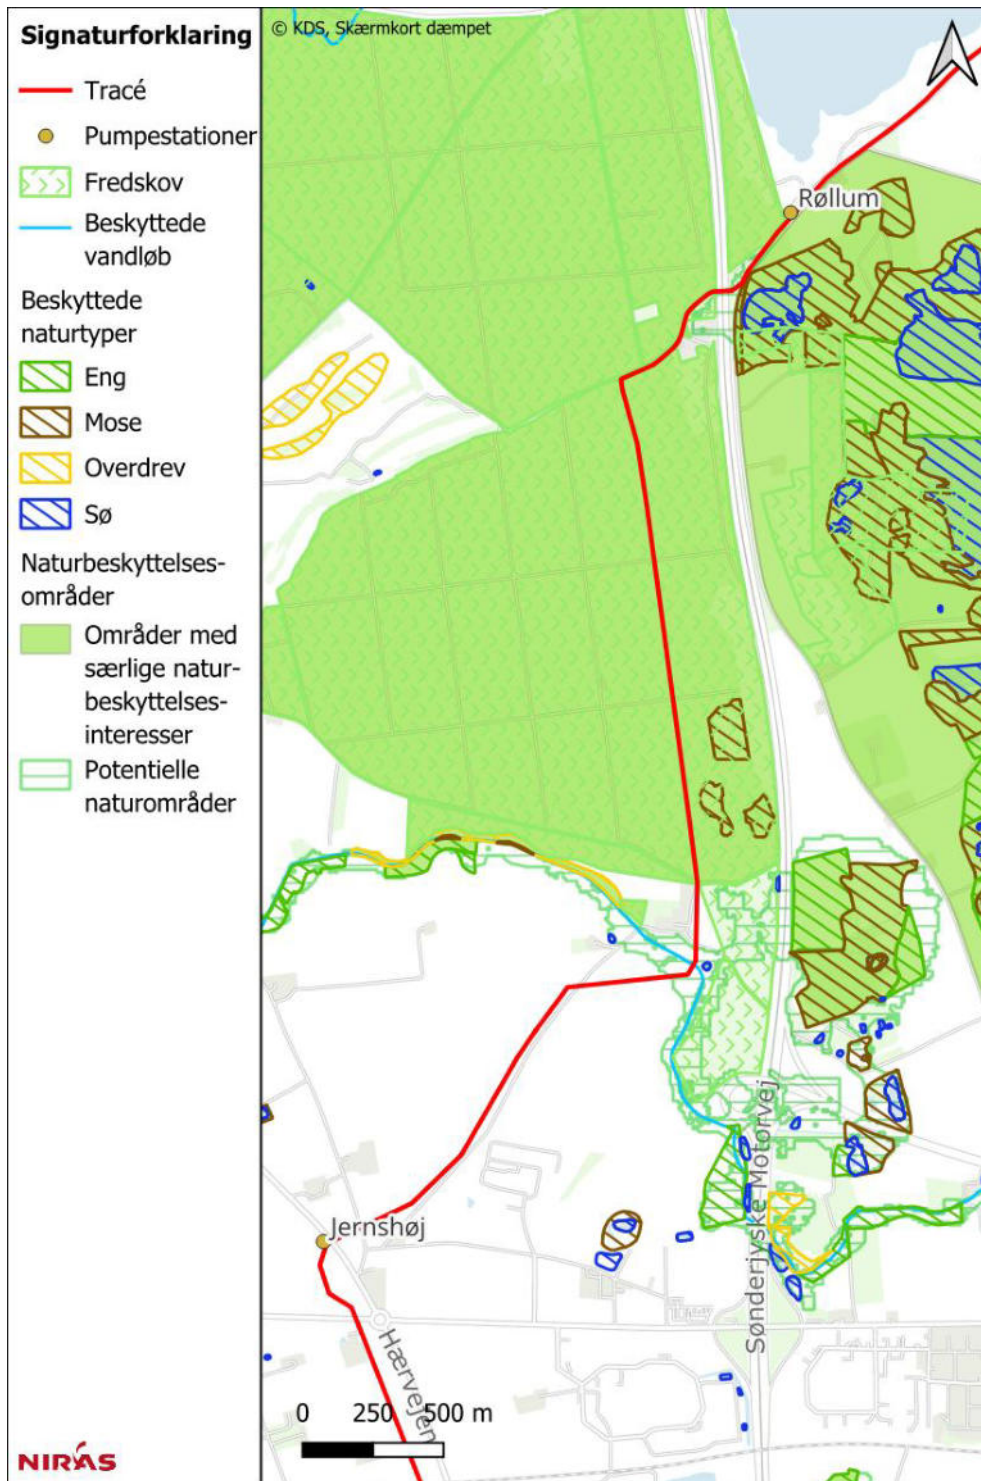 Signaturforklaring
Tracé
Pumpestationer
Fredskov
Beskyttede
vandløb
Beskyttede
naturtyper
Eng
Mose
Overdrev
Sø
Naturbeskyttelses-
områder
Områder med
særlige natur-
beskyttelses-
interesser
Potentielle
naturområder
NIRÁS
© KDS, Skærmkort dæmpet
Røllum
Jernshøj
Sønderjyske Motorvej
Hærvejen
0 250 500 m